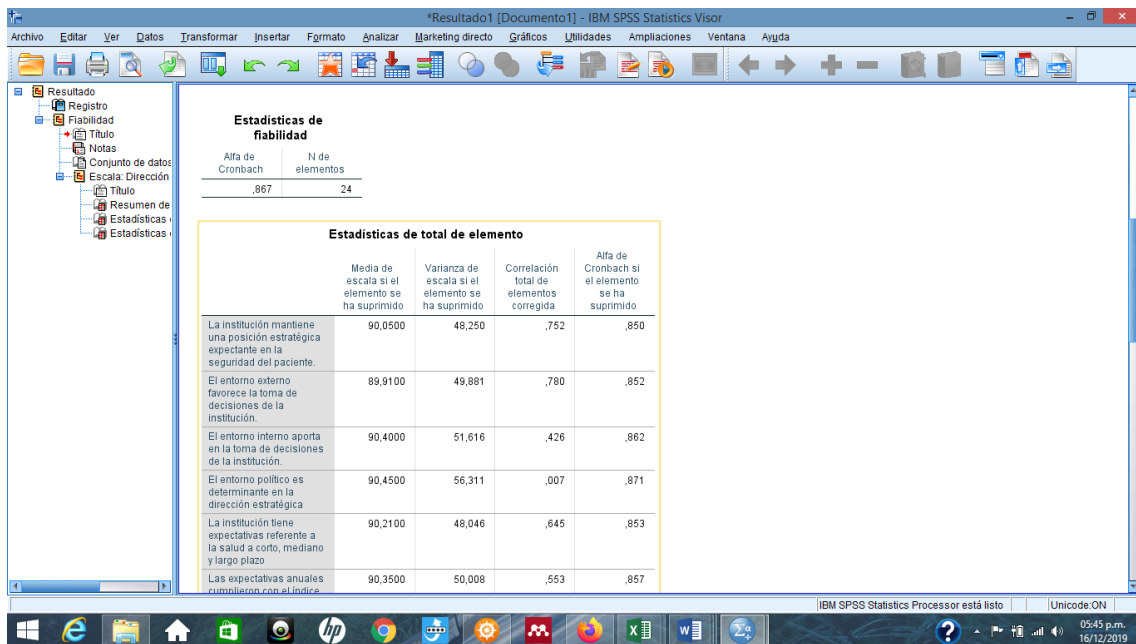 *Resultado1 [Documento1] - IBM SPSS Statistics Visor
Archivo Editar Ver Datos Transformar Insertar Formato Analizar Marketing directo Gráficos Utilidades Ampliaciones Ventana Ayuda
Resultado
Registro
Fiabilidad
Título
Notas
Conjunto de datos
Escala: Dirección
Título
Resumen de
Estadísticas
Estadísticas
Estadísticas de
fiabilidad
Alfa de
Cronbach
N de
elementos
,867 24
Estadísticas de total de elemento
Media de
escala si el
elemento se
ha suprimido
Varianza de
escala si el
elemento se
ha suprimido
Correlación
total de
elementos
corregida
Alfa de
Cronbach si
el elemento
se ha
suprimido
La institución mantiene
una posición estratégica
expectante en la
seguridad del paciente.
90,0500 48,250 ,752 ,850
El entorno externo
favorece la toma de
decisiones de la
institución.
89,9100 49,881 ,780 ,852
El entorno interno aporta
en la toma de decisiones
de la institución.
90,4000 51,616 ,426 ,862
El entorno político es
determinante en la
dirección estratégica
90,4500 56,311 ,007 ,871
La institución tiene
expectativas referente a
la salud a corto, mediano
y largo plazo
90,2100 48,046 ,645 ,853
Las expectativas anuales
cumplieron con el índice
90,3500 50,008 ,553 ,857
IBM SPSS Statistics Processor está listo Unicode:ON
hp
05:45 p.m.
16/12/2019